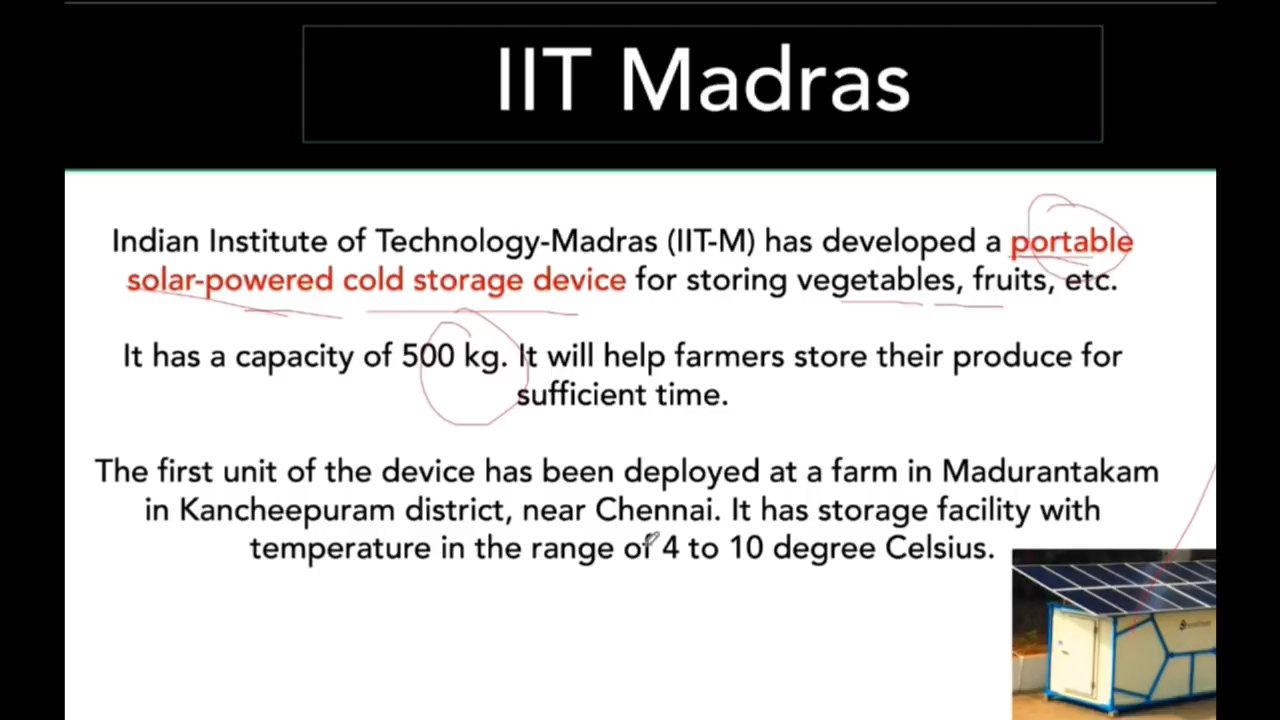 IIT Madras
Indian Institute of Technology-Madras (IIT-M) has developed a portable
solar-powered cold storage device for storing vegetables, fruits, etc.
It has a capacity of 500 kg. It will help farmers store their produce for
sufficient time.
The first unit of the device has been deployed at a farm in Madurantakam
in Kancheepuram district, near Chennai. It has storage facility with
temperature in the range of 4 to 10 degree Celsius.